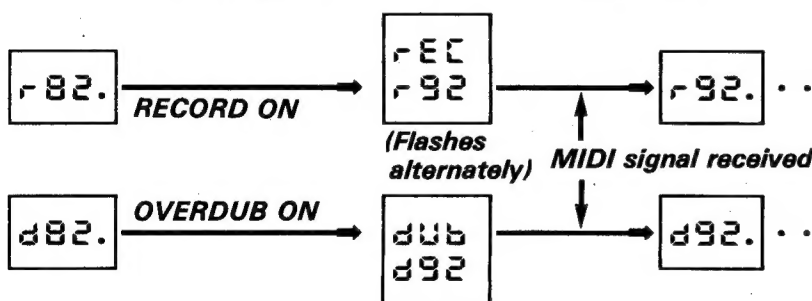 r82.
RECORD ON
rEC
r92
(Flashes
alternately)
r92. . .
MIDI signal received
d82.
OVERDUB ON
dUb
d92
d92. . .